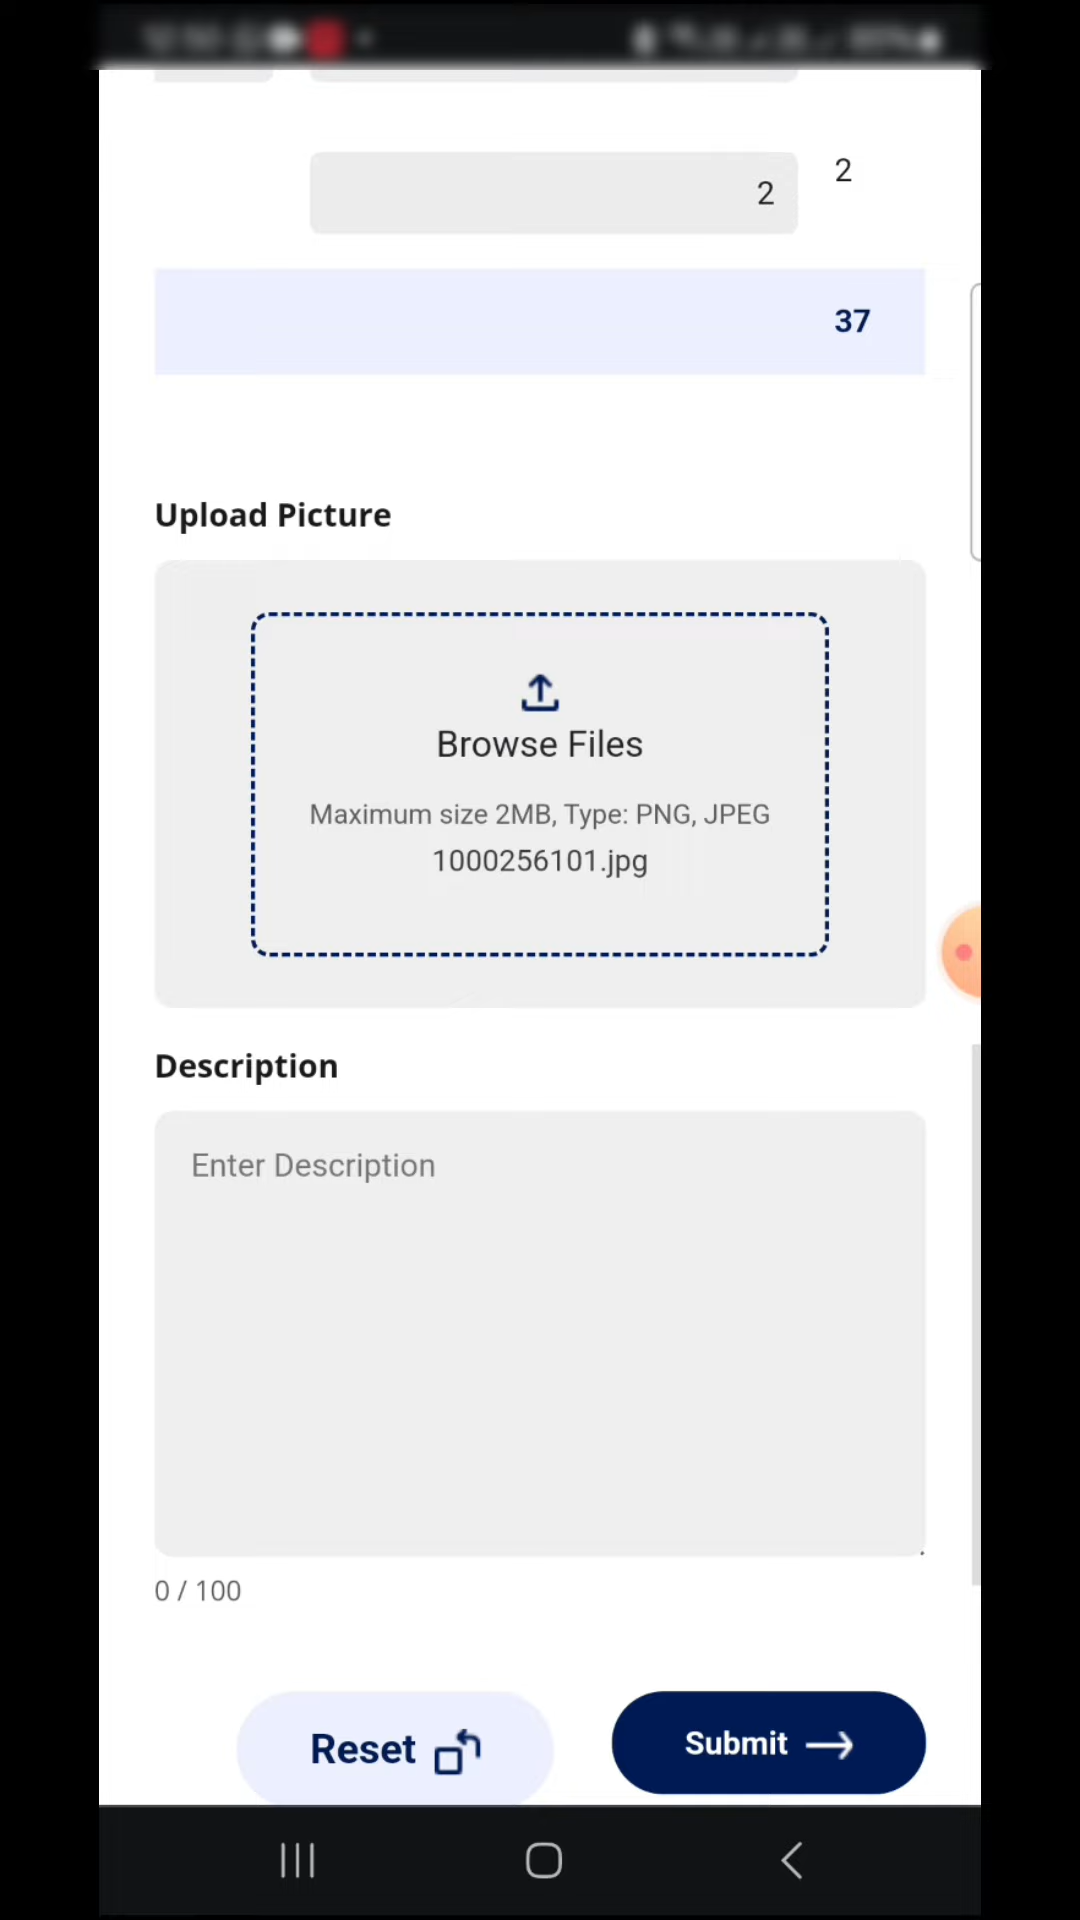 2
2
37
Upload Picture
Browse Files
Maximum size 2MB, Type: PNG, JPEG
1000256101.jpg
Description
Enter Description
0 / 100
Reset
Submit